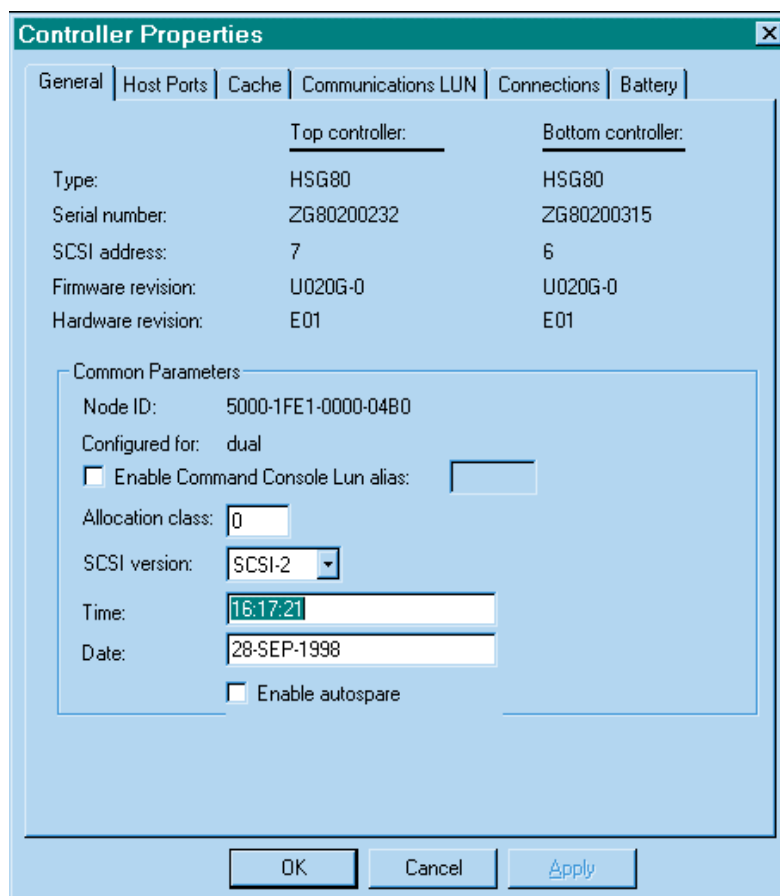 Controller Properties
General Host Ports Cache Communications LUN Connections Battery
Top controller: Bottom controller:
Type: HSG80 HSG80
Serial number: ZG80200232 ZG80200315
SCSI address: 7 6
Firmware revision: U020G-0 U020G-0
Hardware revision: E01 E01
Common Parameters
Node ID: 5000-1FE1-0000-04B0
Configured for: dual
Enable Command Console Lun alias:
Allocation class: 0
SCSI version: SCSI-2
Time: 16:17:21
Date: 28-SEP-1998
Enable autospare
OK Cancel Apply